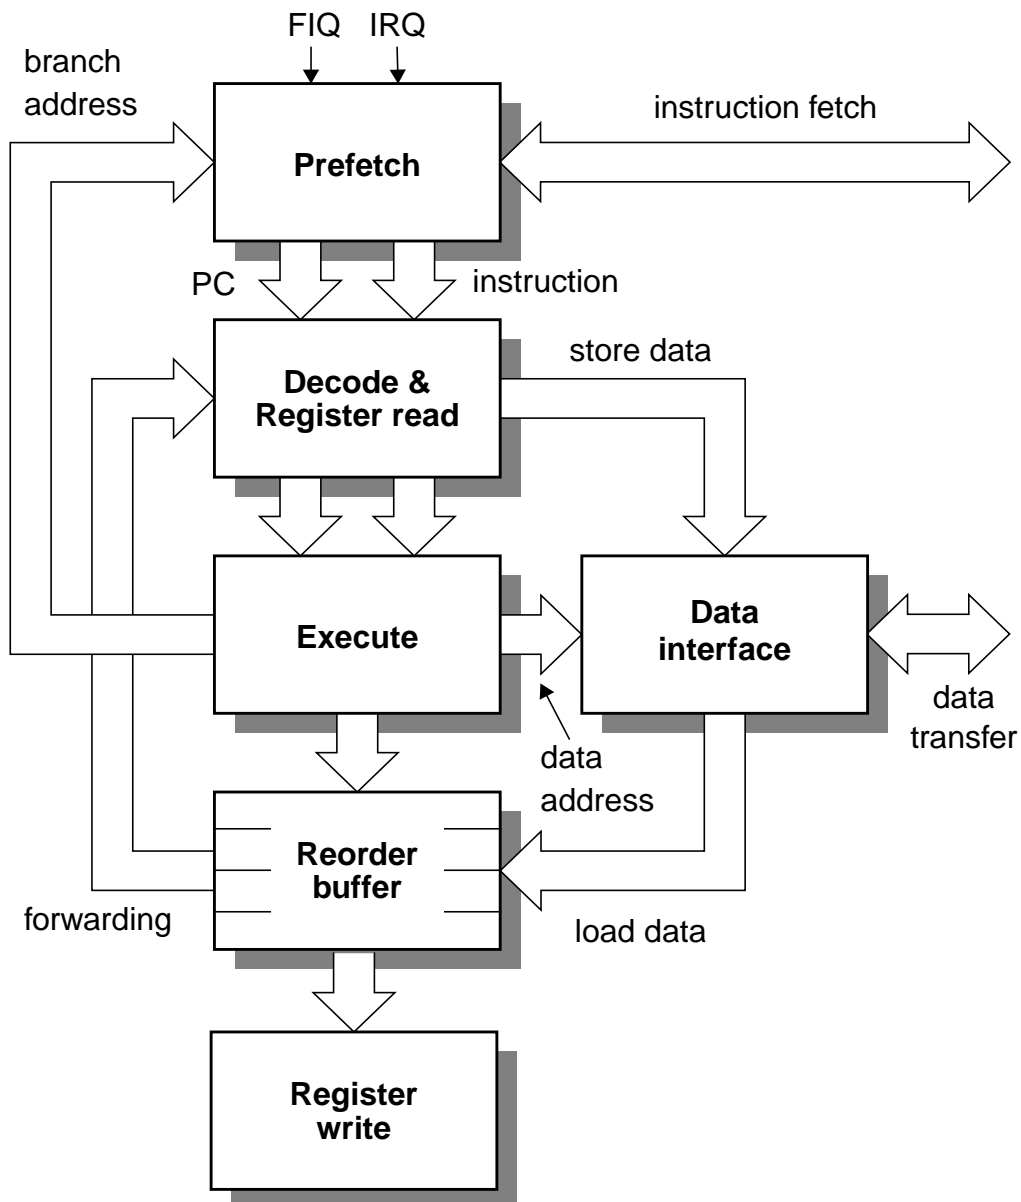 FIQ IRQ
branch
address
instruction fetch
Prefetch
PC
instruction
store data
Decode &
Register read
Execute
Data
interface
data
transfer
data
address
Reorder
buffer
forwarding
load data
Register
write